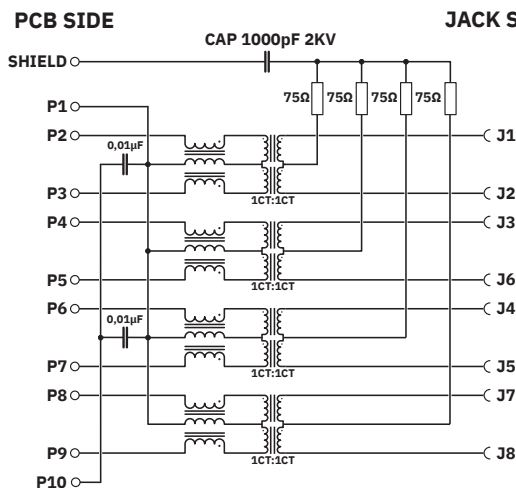 PCB SIDE
JACK S
CAP 1000pF 2KV
SHIELD
75Ω 75Ω 75Ω 75Ω
P1
P2
0,01µF
J1
P3
J2
1CT:1CT
P4
J3
P5
J6
1CT:1CT
P6
J4
0,01µF
P7
J5
1CT:1CT
P8
J7
P9
J8
1CT:1CT
P10